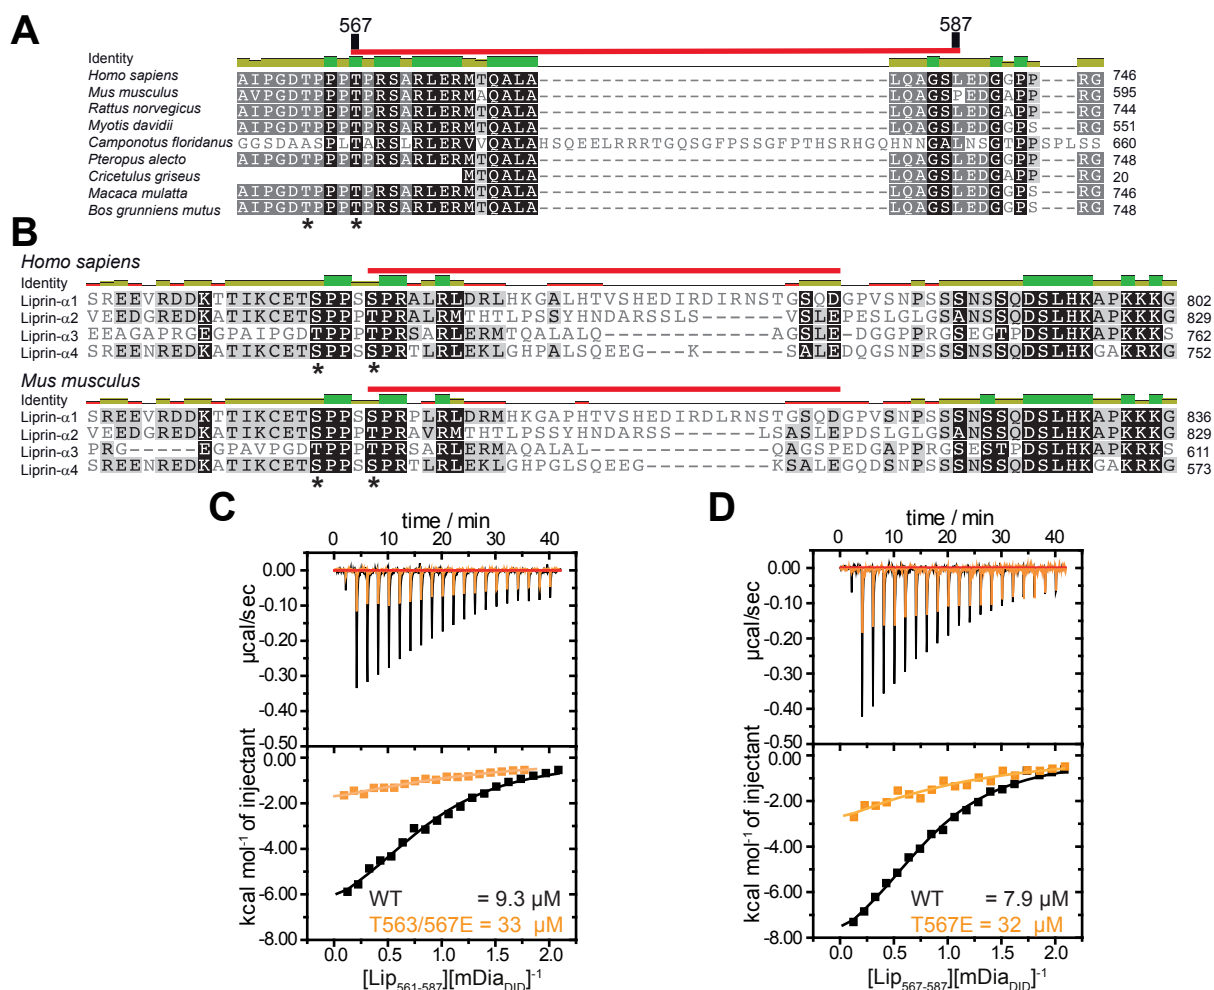 A
567 587
Identity
Homo sapiens AIPGDTPPPTPRSARLERMTQALA----------------------------LQAGSLEDGGPP---RG 746
Mus musculus AVPGDTPPPTPRSARLERMAQALA----------------------------LQAGSPEDGAPP---RG 595
Rattus norvegicus AIPGDTPPPTPRSARLERMTQALA----------------------------LQAGSLEDGAPP---RG 744
Myotis davidii AIPGDTPPPTPRSARLERMTQALA----------------------------LQAGSLEDGGPS---RG 551
Camponotus floridanus GGSDAASPLTARSLRLERVVQALAHSQEELRRRTGQSGFPSSGFPTHSRHGQHNNGALNSGTPPSPLSS 660
Pteropus alecto AIPGDTPPPTPRSARLERMTQALA----------------------------LQAGSLEDGGPP---RG 748
Cricetulus griseus MTQALA----------------------------LQAGSLEDGAPP---RG 20
Macaca mulatta AIPGDTPPPTPRSARLERMTQALA----------------------------LQAGSLEDGGPS---RG 746
Bos grunniens mutus AIPGDTPPPTPRSARLERMTQALA----------------------------LQAGSLEDGGPS---RG 748
* *
B
Homo sapiens
Identity
Liprin-α1 SREEVRDDKTTIKCETSPPSSPRALRLDRLHKGALHTVSHEDIRDIRNSTGSQDGPVSNPSSSNSSQDSLHKAPKKKG 802
Liprin-α2 VEEDGREDKATIKCETSPPPTPRALRMTHTLPSSYHNDARSSLS-------VSLEPESLGLGSANSSQDSLHKAPKKKG 829
Liprin-α3 EEAGAPRGEGPAIPGDTPPPTPRSARLERMTQALALQ--------------AGSLE-DGGPPRGSEGTPDSLHKAPKKKS 762
Liprin-α4 SREENREDKATIKCETSPPSSPRTLRLEKLGHPALSQEEG---K-------SALEDQGSNPSSSNSSQDSLHKGAKRKG 752
* *
Mus musculus
Identity
Liprin-α1 SREEVRDDKTTIKCETSPPSSPRPLRLDRMHKGAPHTVSHEDIRDLRNSTGSQDGPVSNPSSSNSSQDSLHKAPKKKG 836
Liprin-α2 VEEDGREDKATIKCETSPPPTPRAVRMTHTLPSSYHNDARSS------LSASLEPDSLGLGSANSSQDSLHKAPKKKG 829
Liprin-α3 PRG-----EGPAVPGDTPPPTPRSARLERMAQALAL-------------QAGSPEDGAPPRGSESTPDSLHKAPKKKS 611
Liprin-α4 SREENREDKATIKCETSPPSSPRTLRLEKLGHPGLSQEEG---------KSALEGQDSNPSSSNSSQDSLHKGAKRKG 573
* *
C
time / min
0 10 20 30 40
0.00
-0.10
-0.20
-0.30
-0.40
-0.50
µcal/sec
0.00
-2.00
-4.00
-6.00
-8.00
kcal mol-1 of injectant
WT = 9.3 µM
T563/567E = 33 µM
0.0 0.5 1.0 1.5 2.0
[Lip561-587][mDiaDID]-1
D
time / min
0 10 20 30 40
0.00
-0.10
-0.20
-0.30
-0.40
-0.50
µcal/sec
0.00
-2.00
-4.00
-6.00
-8.00
kcal mol-1 of injectant
WT = 7.9 µM
T567E = 32 µM
0.0 0.5 1.0 1.5 2.0
[Lip567-587][mDiaDID]-1